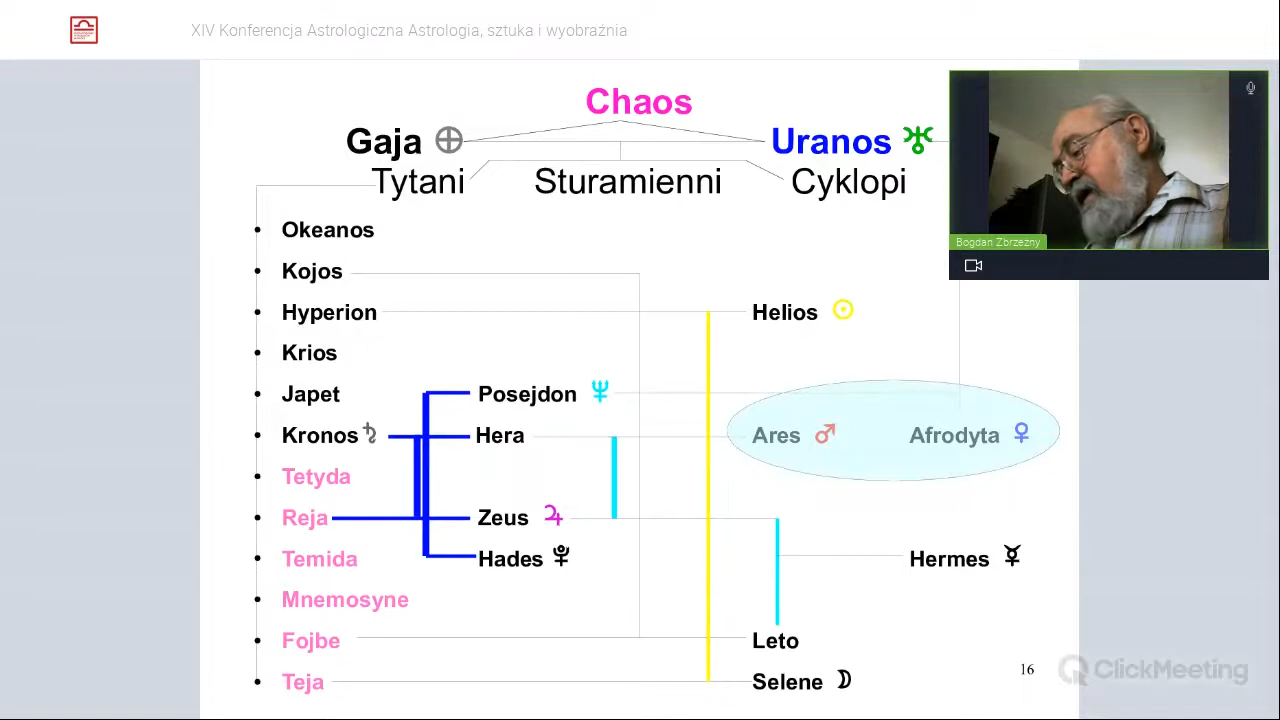 XIV Konferencja Astrologiczna Astrologia, sztuka i wyobraźnia
Chaos
Gaja Uranos
Tytani Sturamienni Cyklopi
Bogdan Zbrzeżny
• Okeanos
• Kojos
• Hyperion Helios
• Krios
• Japet Posejdon
• Kronos Hera Ares Afrodyta
• Tetyda
• Reja Zeus
• Temida Hades Hermes
• Mnemosyne
• Fojbe Leto
• Teja Selene
16
ClickMeeting